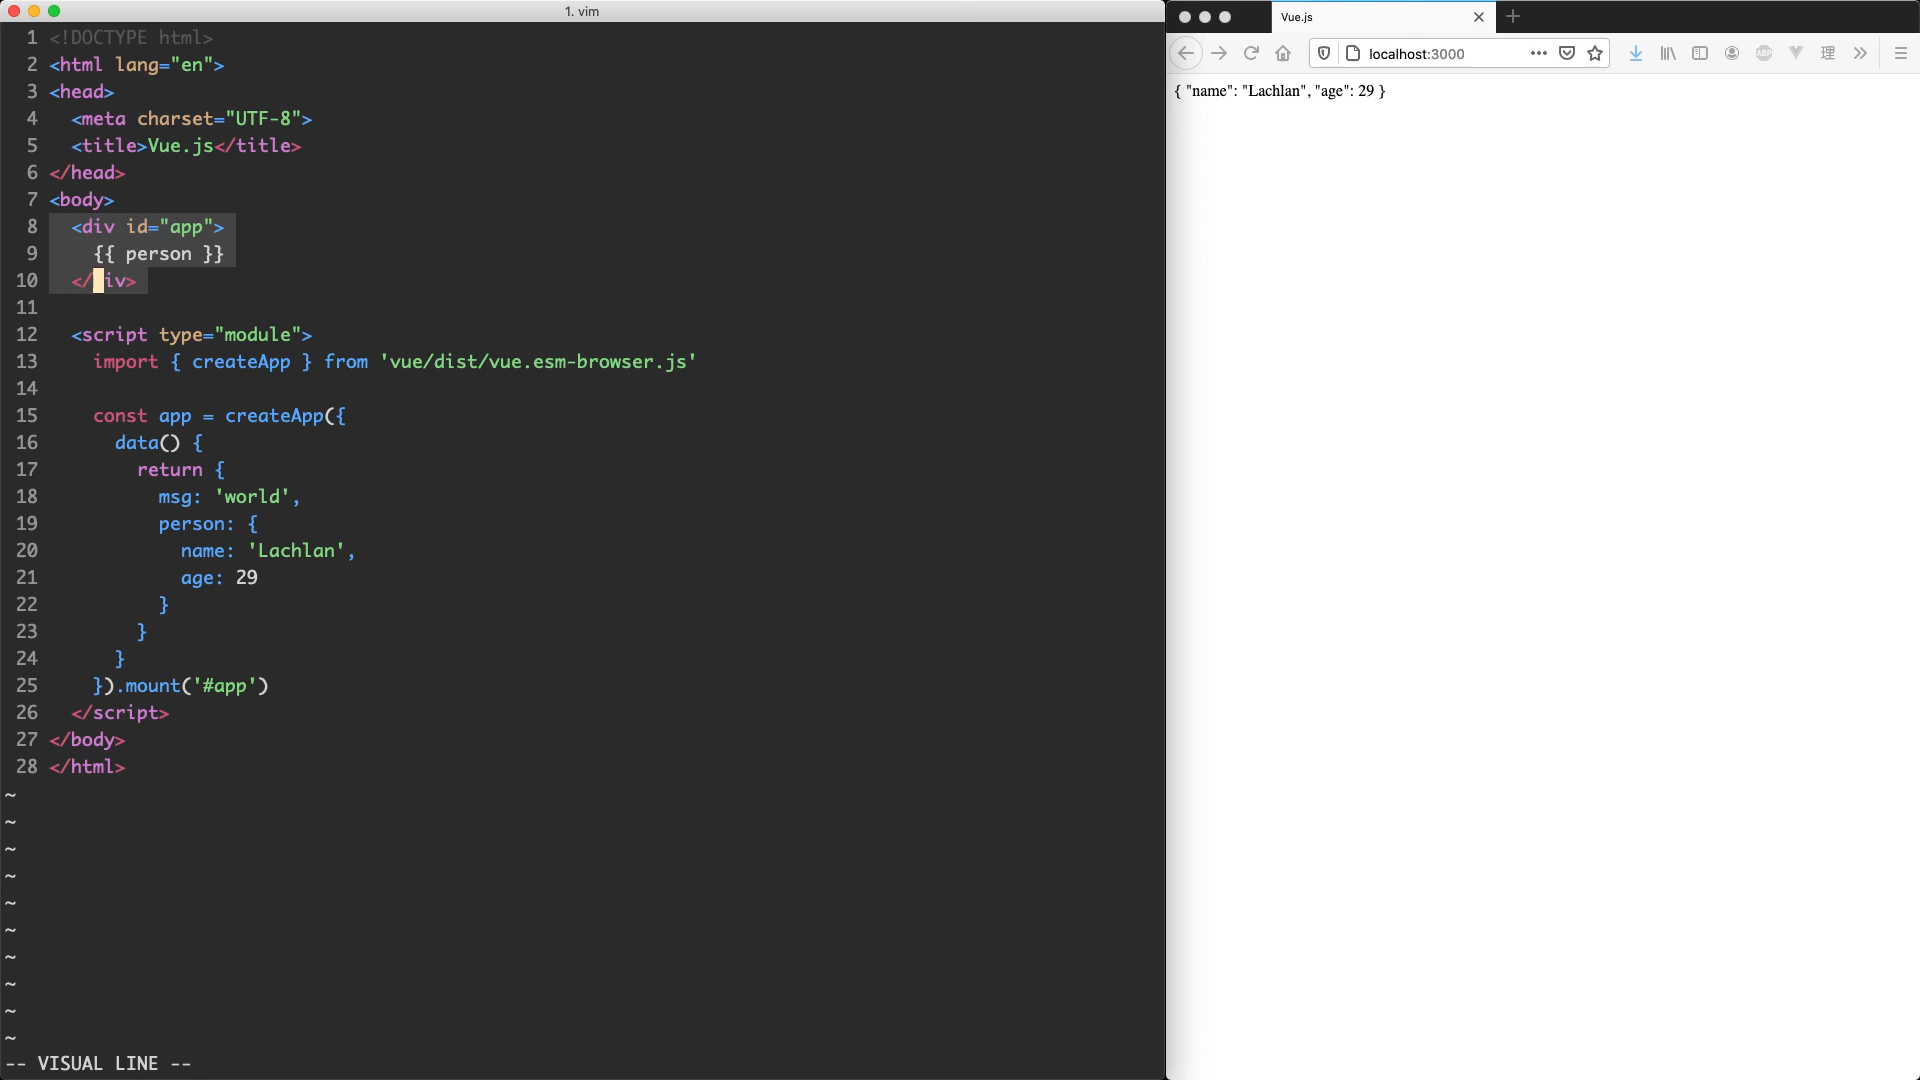 1. vim
1 <!DOCTYPE html>
2 <html lang="en">
3 <head>
4   <meta charset="UTF-8">
5   <title>Vue.js</title>
6 </head>
7 <body>
8   <div id="app">
9     {{ person }}
10   </div>
11
12   <script type="module">
13     import { createApp } from 'vue/dist/vue.esm-browser.js'
14
15     const app = createApp({
16       data() {
17         return {
18           msg: 'world',
19           person: {
20             name: 'Lachlan',
21             age: 29
22           }
23         }
24       }
25     }).mount('#app')
26   </script>
27 </body>
28 </html>
~
~
~
~
~
~
~
~
~
~
-- VISUAL LINE --
Vue.js
localhost:3000
ABP
理
{ "name": "Lachlan", "age": 29 }